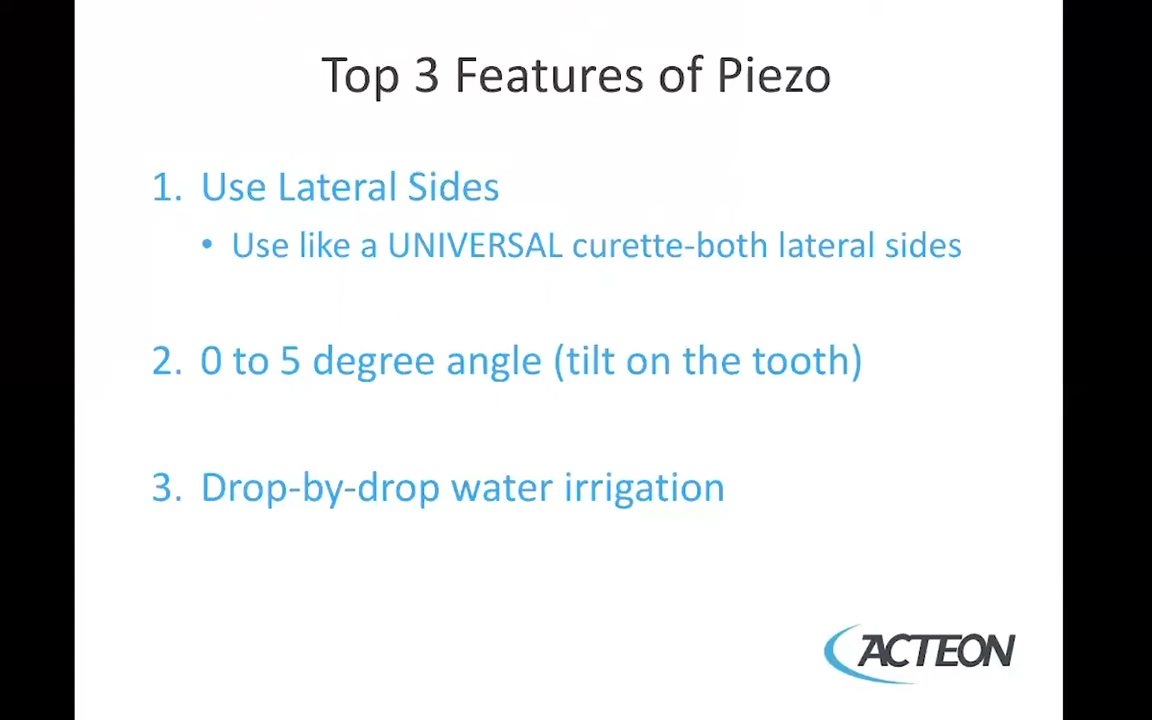 Top 3 Features of Piezo
1. Use Lateral Sides
• Use like a UNIVERSAL curette-both lateral sides
2. 0 to 5 degree angle (tilt on the tooth)
3. Drop-by-drop water irrigation
ACTEON